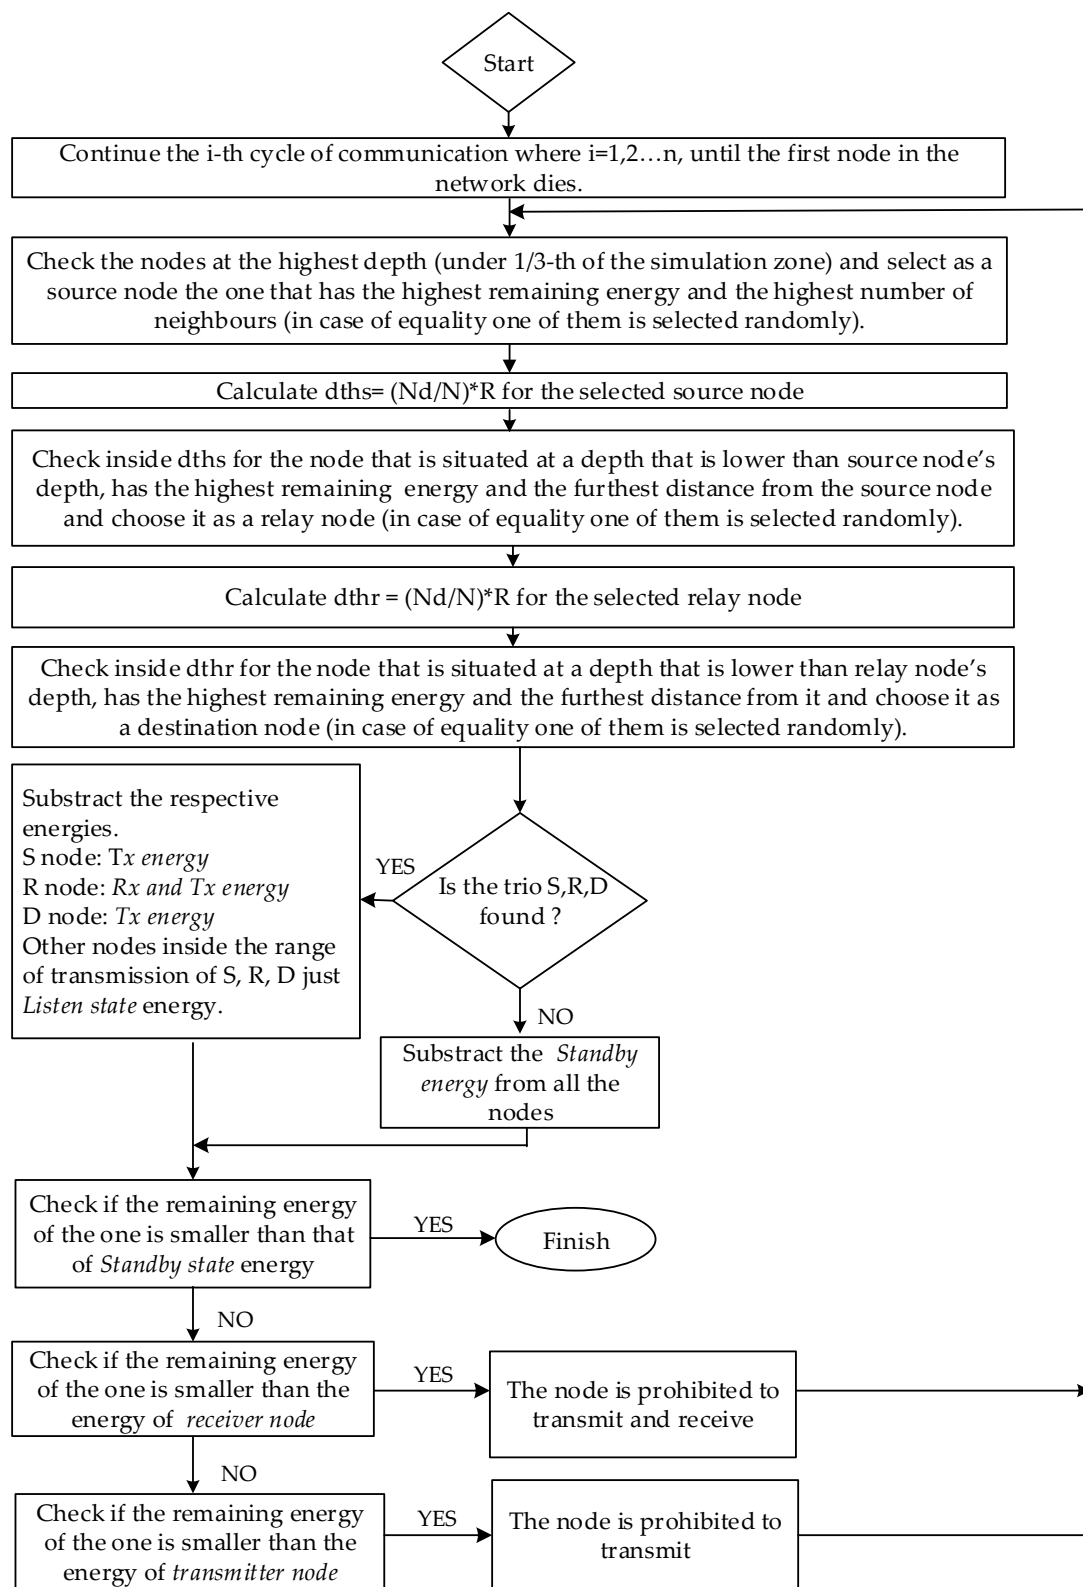 Start
Continue the i-th cycle of communication where i=1,2...n, until the first node in the
network dies.
Check the nodes at the highest depth (under 1/3-th of the simulation zone) and select as a
source node the one that has the highest remaining energy and the highest number of
neighbours (in case of equality one of them is selected randomly).
Calculate dths= (Nd/N)*R for the selected source node
Check inside dths for the node that is situated at a depth that is lower than source node's
depth, has the highest remaining energy and the furthest distance from the source node
and choose it as a relay node (in case of equality one of them is selected randomly).
Calculate dthr = (Nd/N)*R for the selected relay node
Check inside dthr for the node that is situated at a depth that is lower than relay node's
depth, has the highest remaining energy and the furthest distance from it and choose it as
a destination node (in case of equality one of them is selected randomly).
Substract the respective
energies.
S node: Tx energy
R node: Rx and Tx energy
D node: Tx energy
Other nodes inside the range
of transmission of S, R, D just
Listen state energy.
YES
Is the trio S,R,D
found ?
NO
Substract the Standby
energy from all the
nodes
Check if the remaining energy
of the one is smaller than that
of Standby state energy
YES
Finish
NO
Check if the remaining energy
of the one is smaller than the
energy of receiver node
YES
The node is prohibited to
transmit and receive
NO
Check if the remaining energy
of the one is smaller than the
energy of transmitter node
YES
The node is prohibited to
transmit